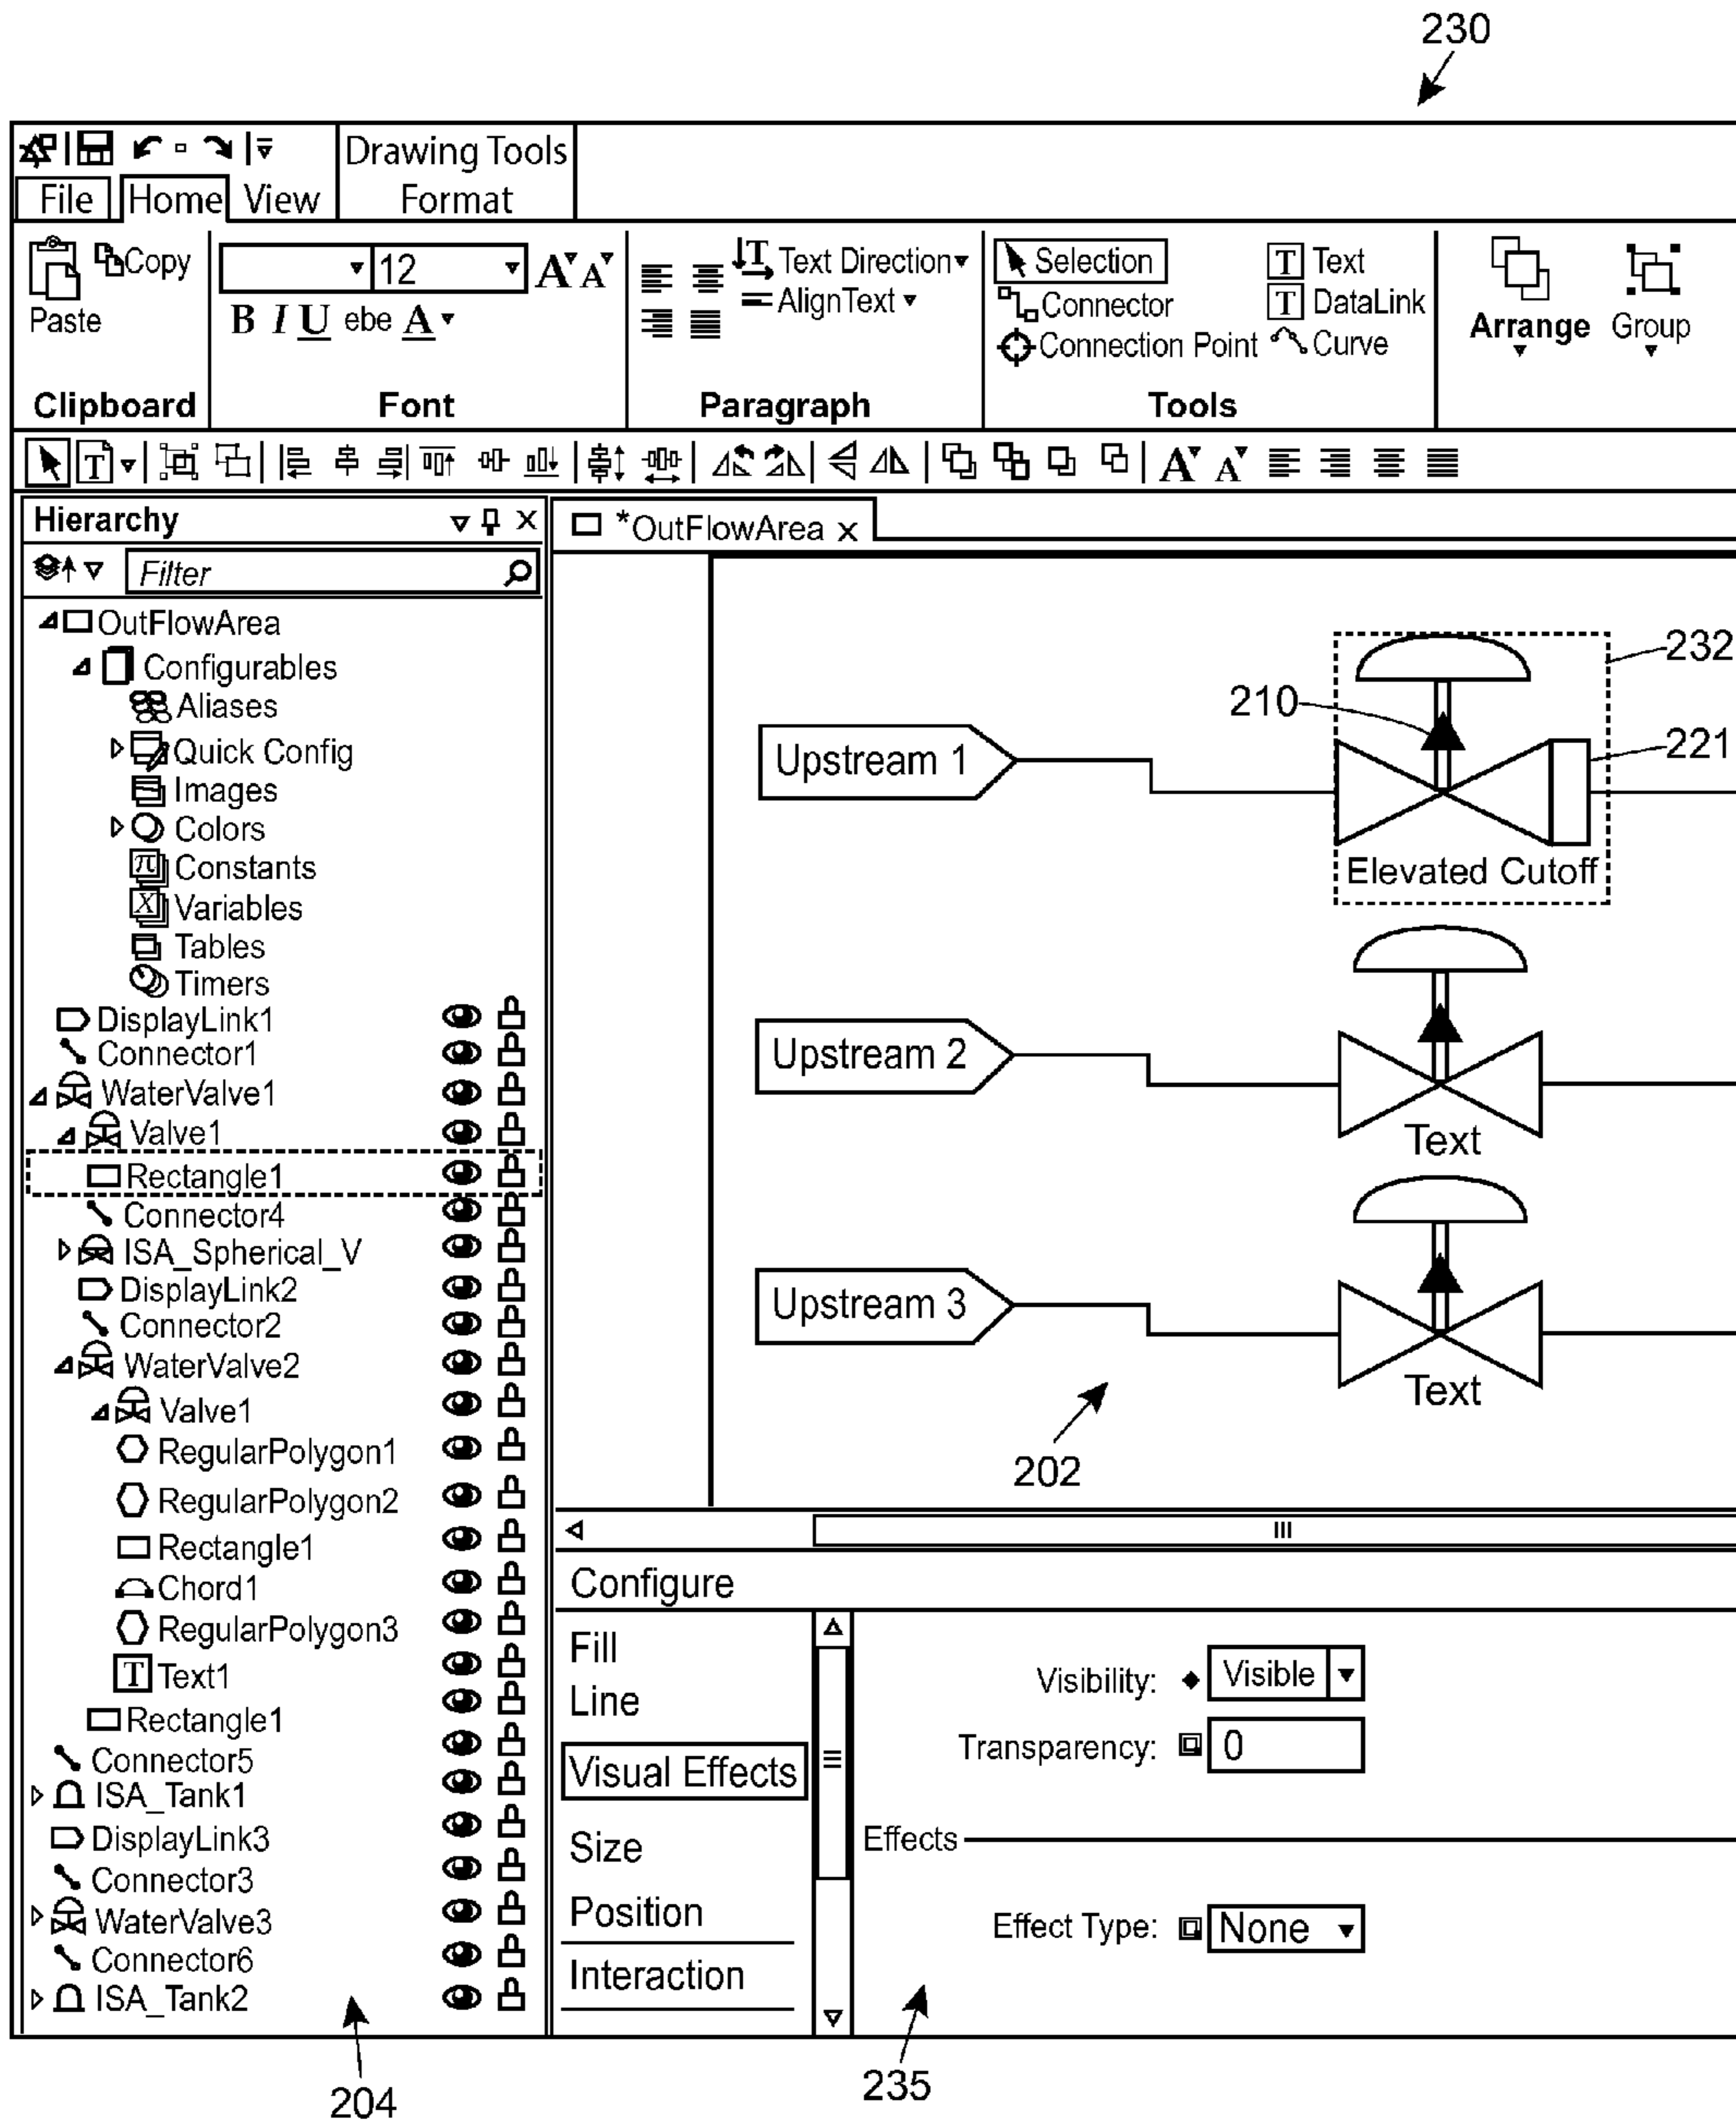 230
Drawing Tools
File Home View Format
Copy
Paste
Clipboard
12 A A
B I U ebe A
Font
Text Direction
AlignText
Paragraph
Selection
Connector
Connection Point
T Text
T DataLink
Curve
Tools
Arrange
Group
T A A
Hierarchy X
Filter
OutFlowArea
Configurables
Aliases
Quick Config
Images
Colors
π Constants
X Variables
Tables
Timers
DisplayLink1
Connector1
WaterValve1
Valve1
Rectangle1
Connector4
ISA_Spherical_V
DisplayLink2
Connector2
WaterValve2
Valve1
RegularPolygon1
RegularPolygon2
Rectangle1
Chord1
RegularPolygon3
T Text1
Rectangle1
Connector5
ISA_Tank1
DisplayLink3
Connector3
WaterValve3
Connector6
ISA_Tank2
204
*OutFlowArea x
232
210
221
Upstream 1
Elevated Cutoff
Upstream 2
Text
Upstream 3
Text
202
Configure
Fill
Line
Visual Effects
Size
Position
Interaction
Visibility: Visible
Transparency: 0
Effects
Effect Type: None
235